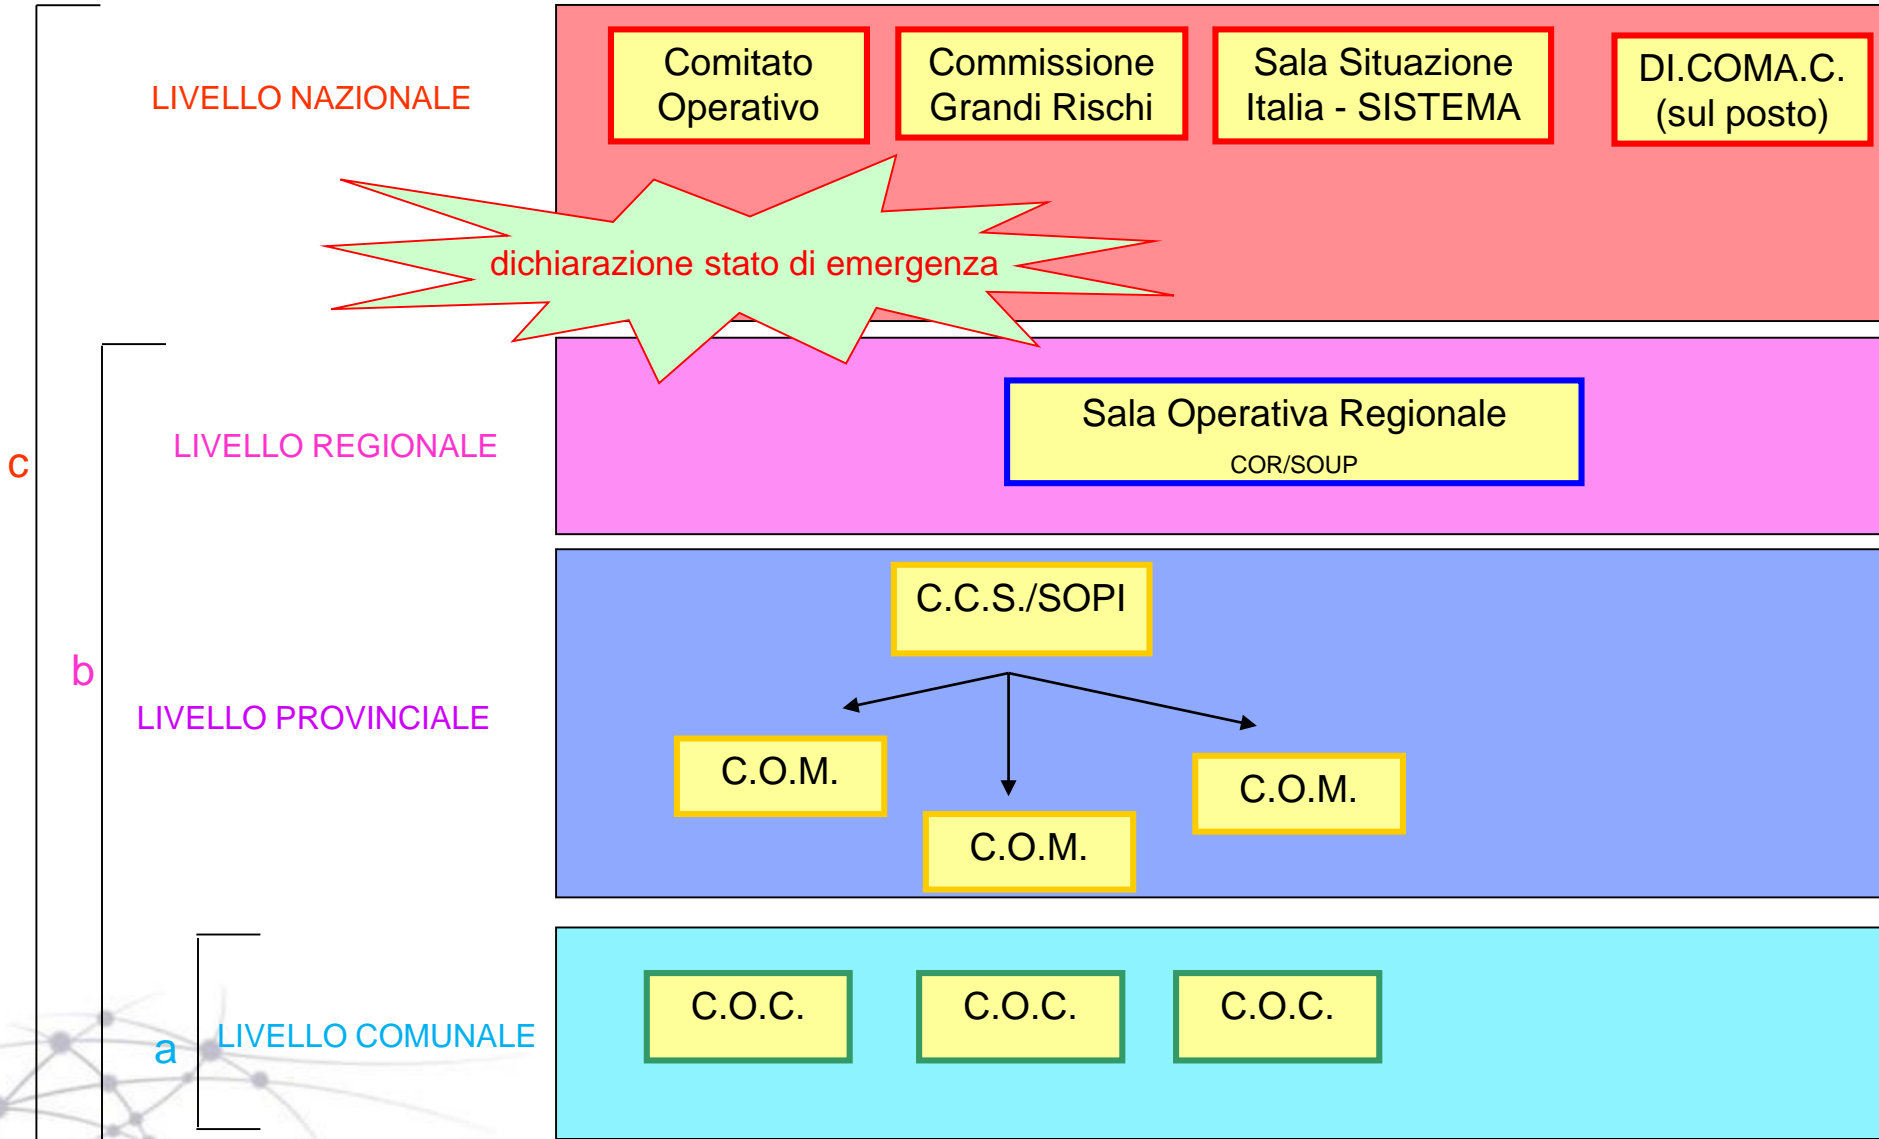 LIVELLO NAZIONALE
Comitato
Operativo
Commissione
Grandi Rischi
Sala Situazione
Italia - SISTEMA
DI.COMA.C.
(sul posto)
dichiarazione stato di emergenza
c
LIVELLO REGIONALE
Sala Operativa Regionale
COR/SOUP
b
LIVELLO PROVINCIALE
C.C.S./SOPI
C.O.M.
C.O.M.
C.O.M.
a
LIVELLO COMUNALE
C.O.C.
C.O.C.
C.O.C.